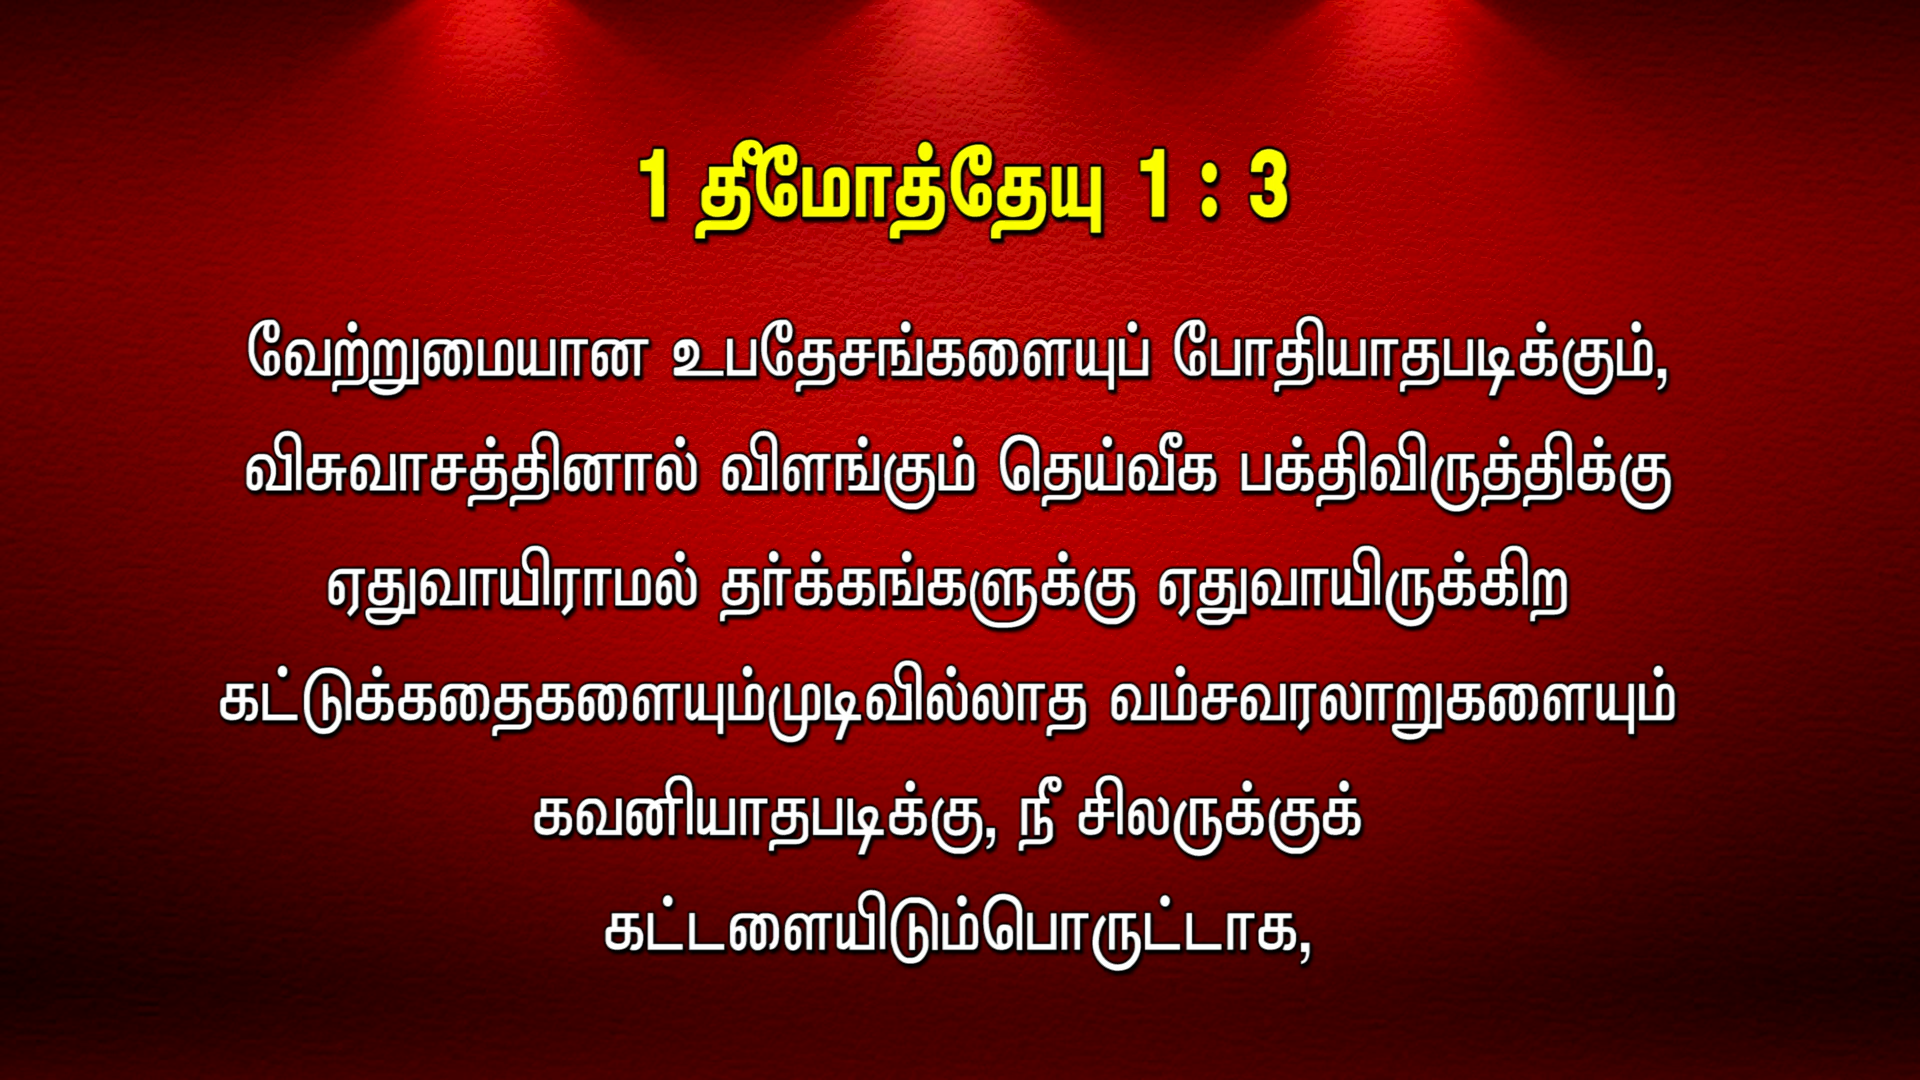 1 தீமோத்தேயு 1 : 3
வேற்றுமையான உபதேசங்களையுப் போதியாதபடிக்கும்,
விசுவாசத்தினால் விளங்கும் தெய்வீக பக்திவிருத்திக்கு
ஏதுவாயிராமல் தர்க்கங்களுக்கு ஏதுவாயிருக்கிற
கட்டுக்கதைகளையும்முடிவில்லாத வம்சவரலாறுகளையும்
கவனியாதபடிக்கு, நீ சிலருக்குக்
கட்டளையிடும்பொருட்டாக,